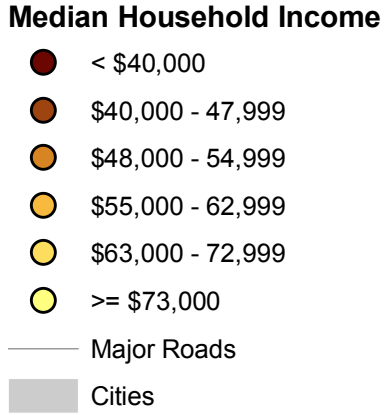 Median Household Income
< $40,000
$40,000 - 47,999
$48,000 - 54,999
$55,000 - 62,999
$63,000 - 72,999
>= $73,000
Major Roads
Cities